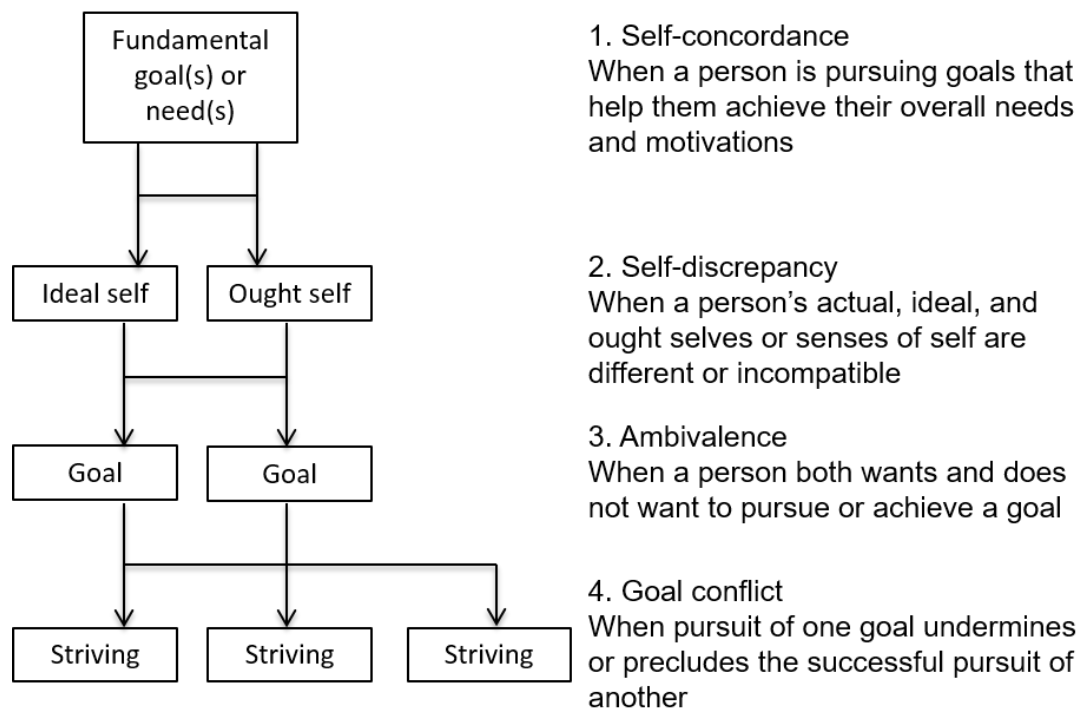 Fundamental
goal(s) or
need(s)
1. Self-concordance
When a person is pursuing goals that
help them achieve their overall needs
and motivations
Ideal self
Ought self
2. Self-discrepancy
When a person’s actual, ideal, and
ought selves or senses of self are
different or incompatible
Goal
Goal
3. Ambivalence
When a person both wants and does
not want to pursue or achieve a goal
Striving
Striving
Striving
4. Goal conflict
When pursuit of one goal undermines
or precludes the successful pursuit of
another